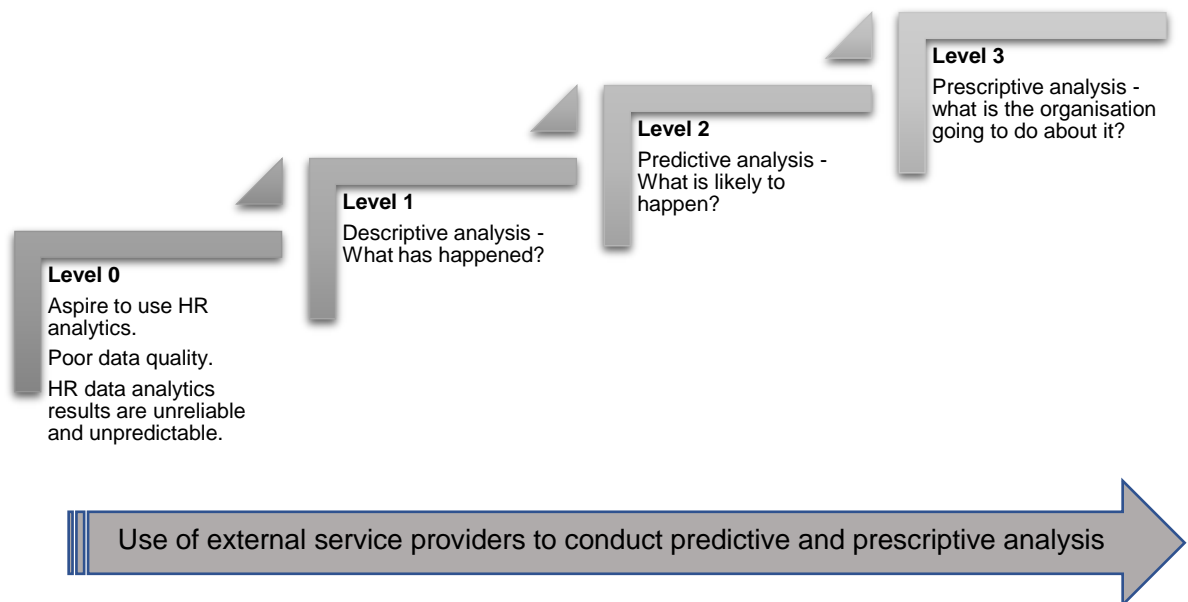 Level 0
Aspire to use HR
analytics.
Poor data quality.
HR data analytics
results are unreliable
and unpredictable.
Level 1
Descriptive analysis -
What has happened?
Level 2
Predictive analysis -
What is likely to
happen?
Level 3
Prescriptive analysis -
what is the organisation
going to do about it?
Use of external service providers to conduct predictive and prescriptive analysis